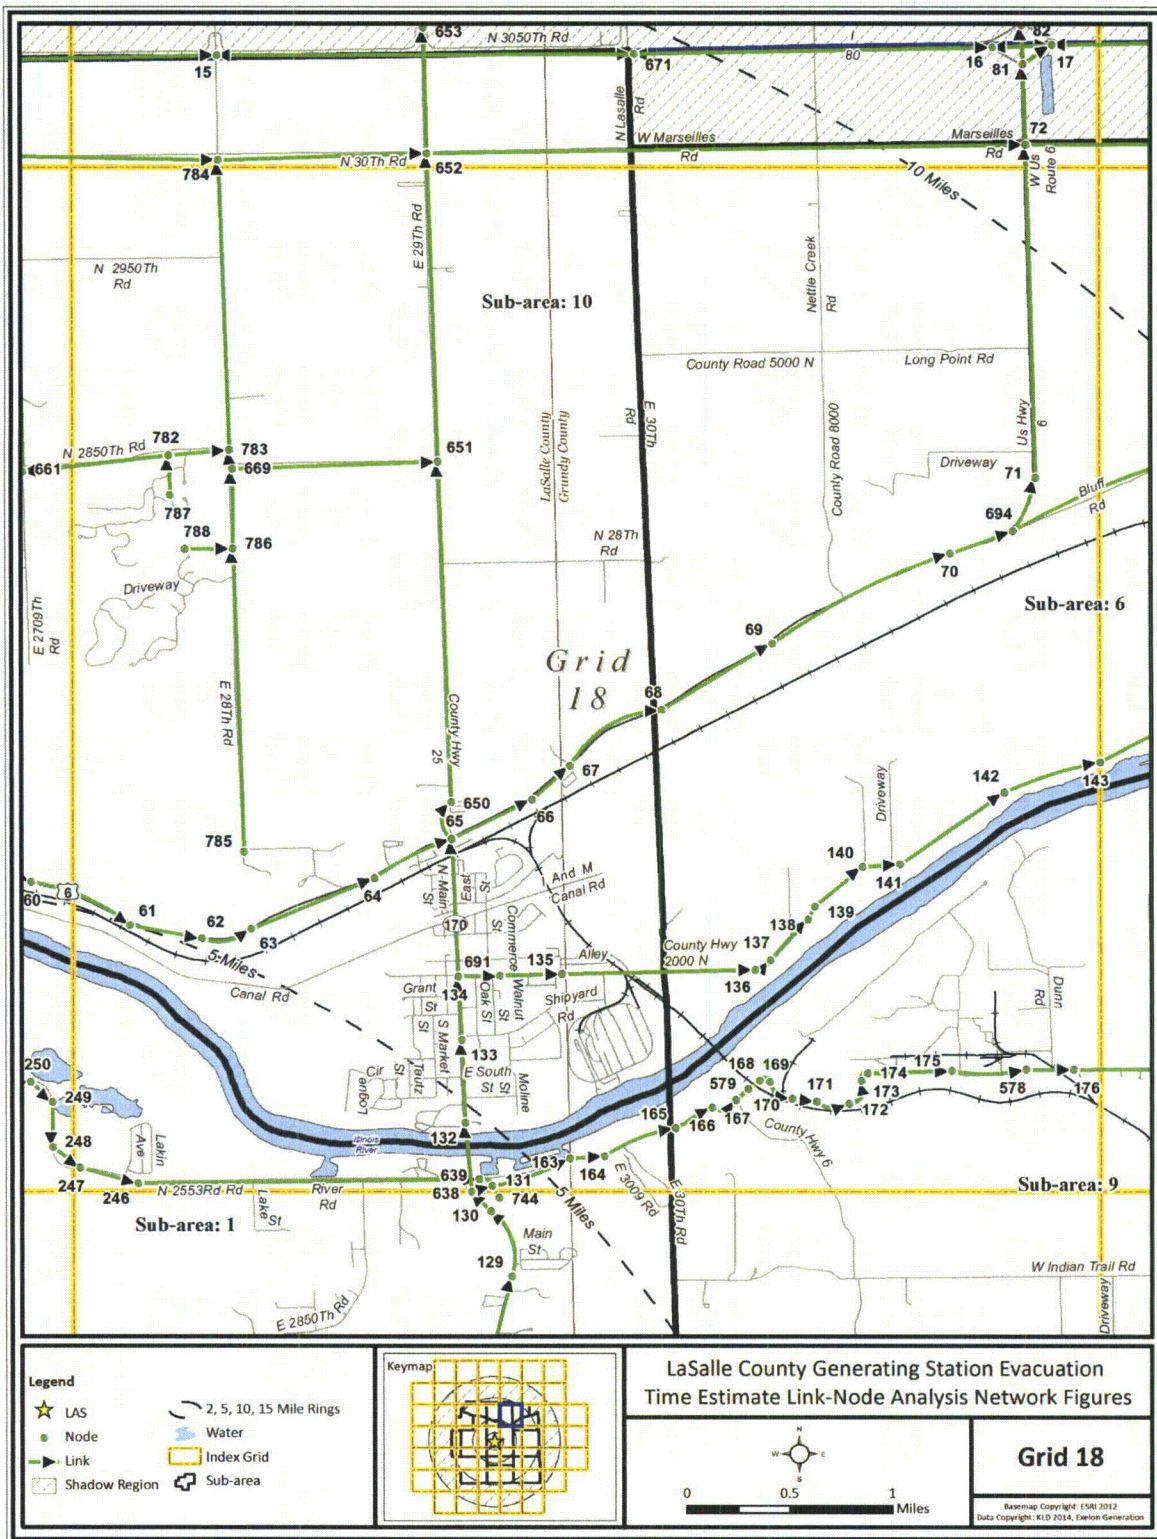 653
N 3050Th Rd
82
15
671
I
80
16
81
17
N Lasalle
Rd
W Marseilles
Rd
Marseilles
Rd
72
784
N 30Th Rd
652
W Us
Route 6
10 Miles
E 29Th Rd
N 2950Th
Rd
Sub-area: 10
Nettle Creek
Rd
County Road 5000 N
Long Point Rd
E 30Th
Rd
Us Hwy
6
LaSalle County
Grundy County
County Road 8000
782
N 2850Th Rd
783
661
669
651
Driveway
71
787
694
Bluff
Rd
788
786
N 28Th
Rd
70
Driveway
Sub-area: 6
E 2709Th
Rd
69
Grid
18
68
E 28Th Rd
County Hwy
25
67
142
143
650
66
65
Driveway
785
140
141
64
East
St
N Main
St
And M
Canal Rd
60
6
61
62
63
139
138
170
Commerce
St
137
5 Miles
691
135
Alley
County Hwy
2000 N
136
Canal Rd
134
Grant
St
Oak St
Walnut
Shipyard
Rd
Dunn
Rd
133
S Market
St
Tautz
St
E South
St
St
Moline
Cir
Logue
250
249
168
169
579
170
171
174
175
173
172
578
176
165
166
167
132
Illinois
River
County Hwy 6
248
Lakin
Ave
247
246
N 2553Rd Rd
River
Rd
639
638
131
744
163
164
E 3009 Rd
E 30Th Rd
Sub-area: 9
Lake
St
Sub-area: 1
130
5 Miles
Main
St
129
W Indian Trail Rd
Driveway
E 2850Th Rd
Legend
LAS
Node
Link
Shadow Region
2, 5, 10, 15 Mile Rings
Water
Index Grid
Sub-area
Keymap
LaSalle County Generating Station Evacuation
Time Estimate Link-Node Analysis Network Figures
N
W E
S
0 0.5 1
Miles
Grid 18
Basemap Copyright: ESRI 2012
Data Copyright: KLD 2014, Exelon Generation